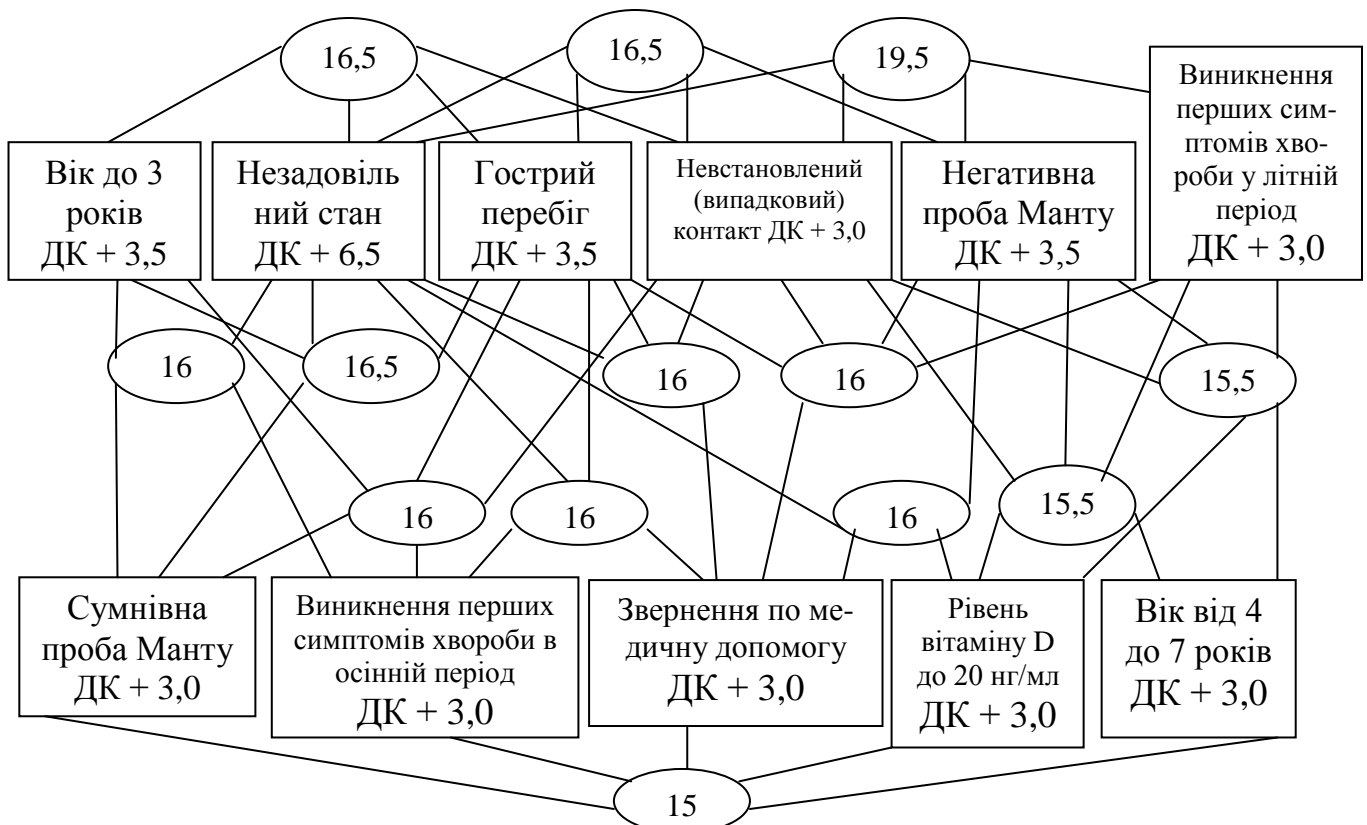 16,5
16,5
19,5
Виникнення
перших сим-
птомів хво-
роби у літній
період
ДК + 3,0
Вік до 3
років
ДК + 3,5
Незадовіль
ний стан
ДК + 6,5
Гострий
перебіг
ДК + 3,5
Невстановлений
(випадковий)
контакт ДК + 3,0
Негативна
проба Манту
ДК + 3,5
16
16,5
16
16
15,5
16
16
16
15,5
Сумнівна
проба Манту
ДК + 3,0
Виникнення перших
симптомів хвороби в
осінній період
ДК + 3,0
Звернення по ме-
дичну допомогу
ДК + 3,0
Рівень
вітаміну D
до 20 нг/мл
ДК + 3,0
Вік від 4
до 7 років
ДК + 3,0
15